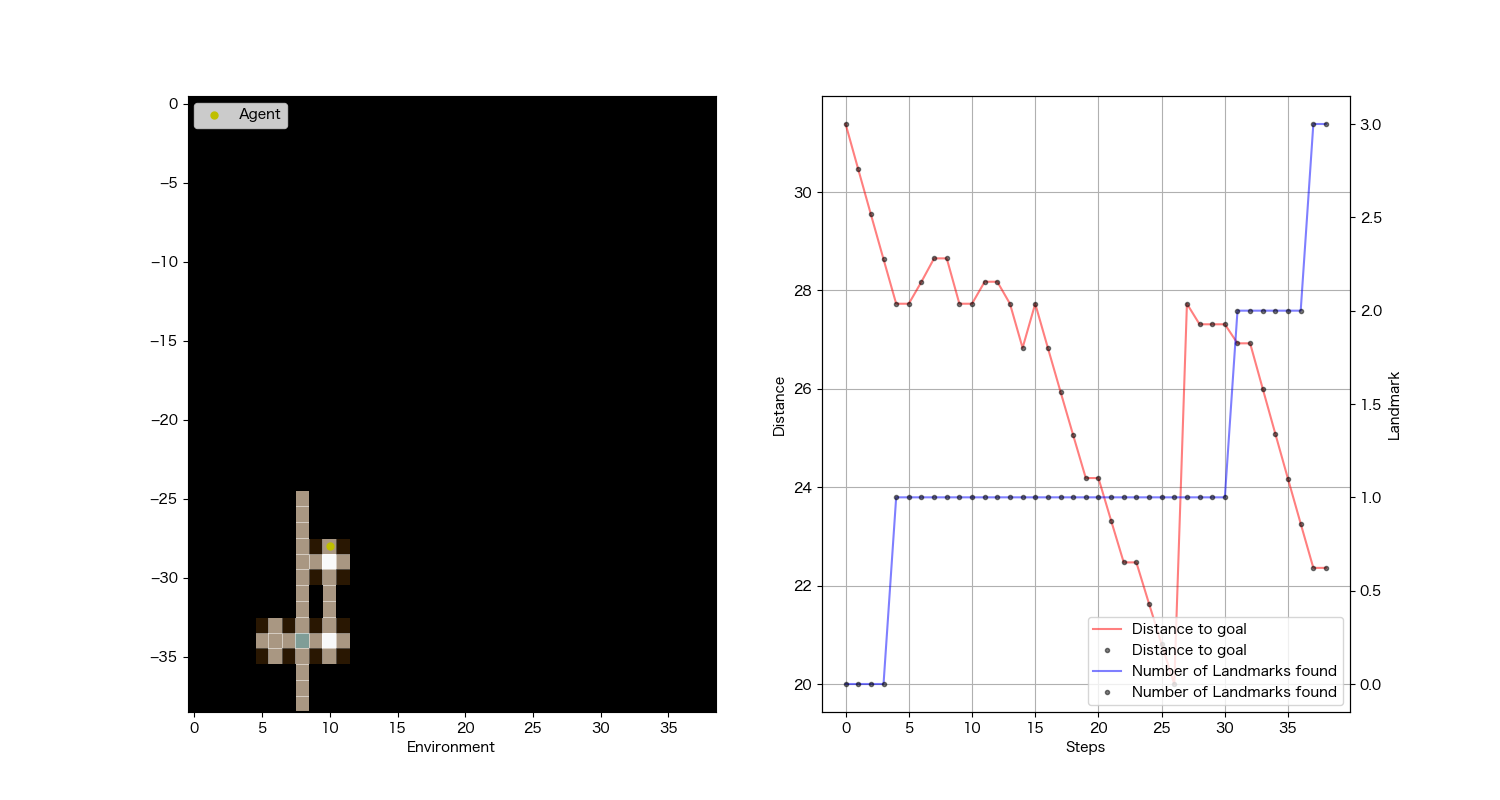 0
−5
−10
−15
−20
−25
−30
−35
Agent
0 5 10 15 20 25 30 35
Environment
30
28
26
24
22
20
Distance
0 5 10 15 20 25 30 35
Steps
3.0
2.5
2.0
1.5
1.0
0.5
0.0
Landmark
Distance to goal
Distance to goal
Number of Landmarks found
Number of Landmarks found